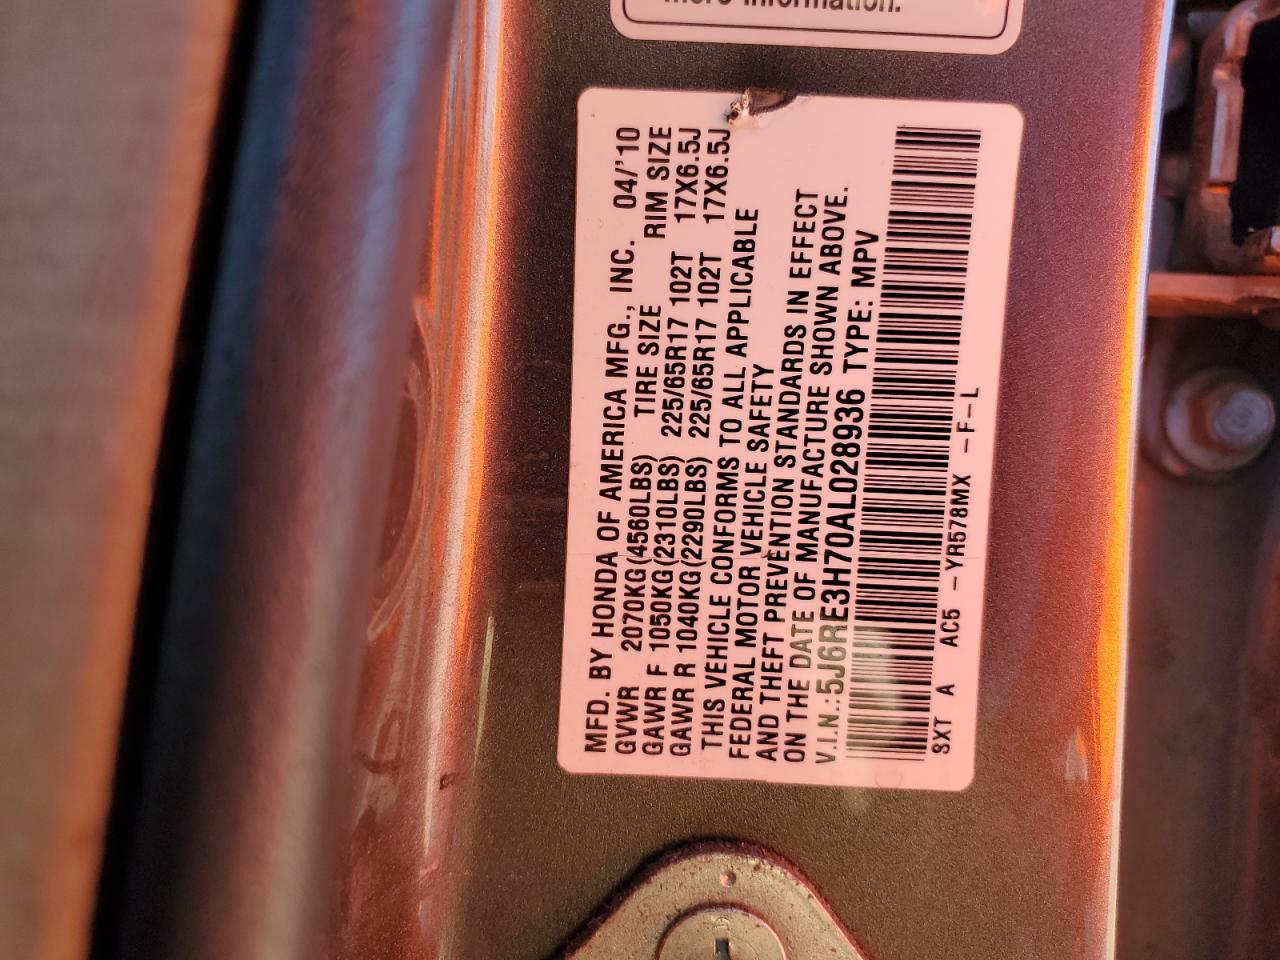 more information.
MFD. BY HONDA OF AMERICA MFG., INC. 04/'10
GVWR 2070KG(4560LBS) TIRE SIZE RIM SIZE
GAWR F 1050KG(2310LBS) 225/65R17 102T 17X6.5J
GAWR R 1040KG(2290LBS) 225/65R17 102T 17X6.5J
THIS VEHICLE CONFORMS TO ALL APPLICABLE
FEDERAL MOTOR VEHICLE SAFETY
AND THEFT PREVENTION STANDARDS IN EFFECT
ON THE DATE OF MANUFACTURE SHOWN ABOVE.
V.I.N.:5J6RE3H70AL028936 TYPE: MPV
SXT A AC5 -YR578MX -F-L